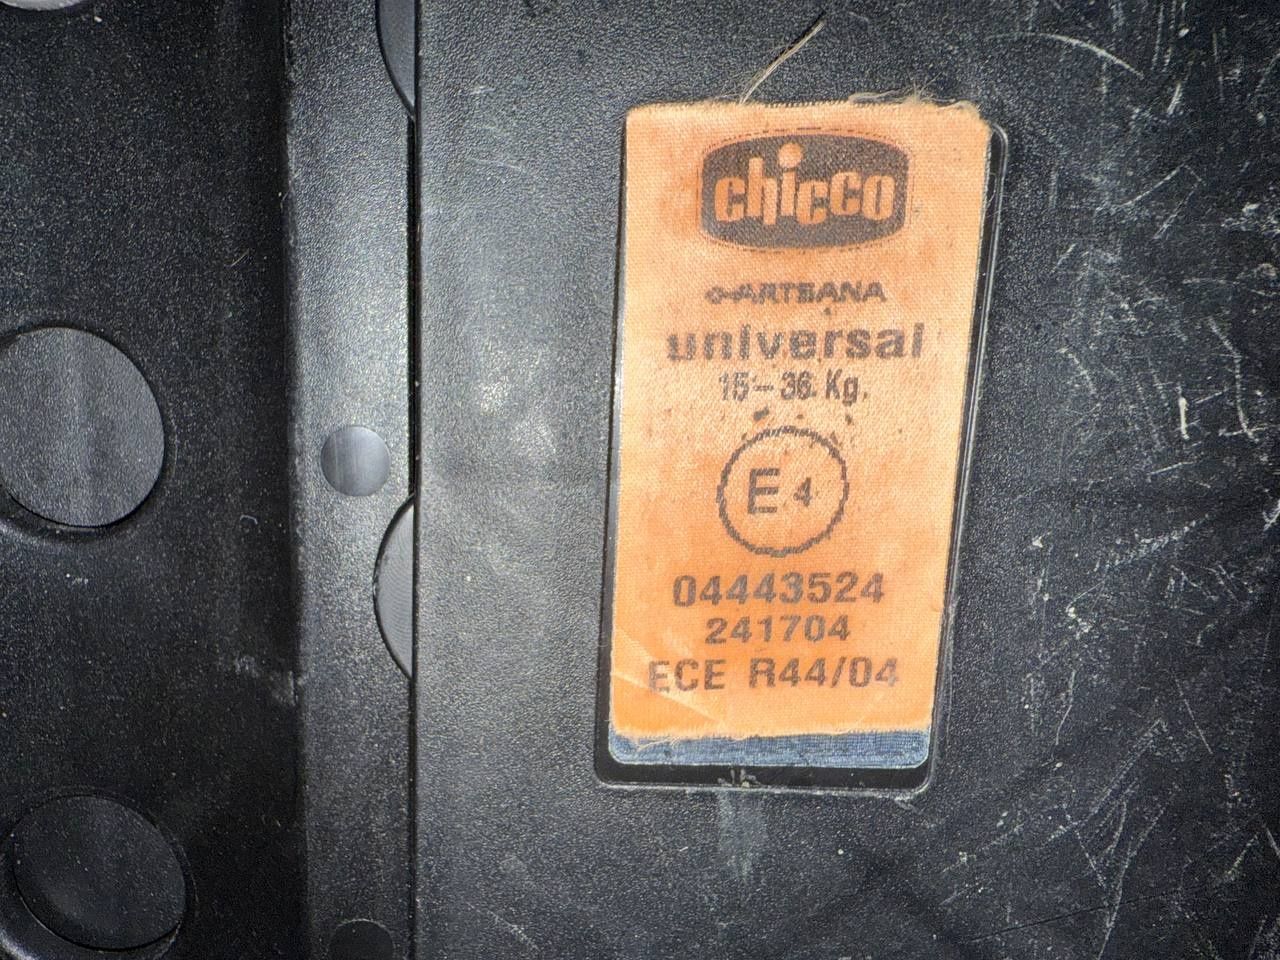 chicco
ARTSANA
universal
15-36 Kg.
E 4
04443524
241704
ECE R44/04